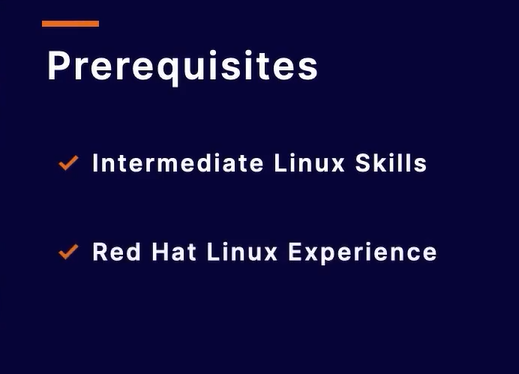 Prerequisites
Intermediate Linux Skills
Red Hat Linux Experience